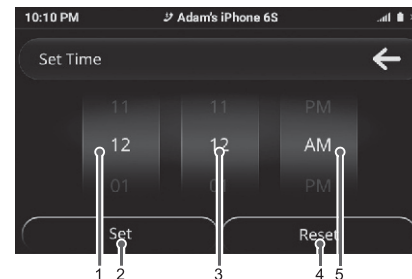 10:10 PM Adam's iPhone 6S
Set Time
11 11 PM
12 12 AM
01 01 PM
Set Reset
1 2 3 4 5